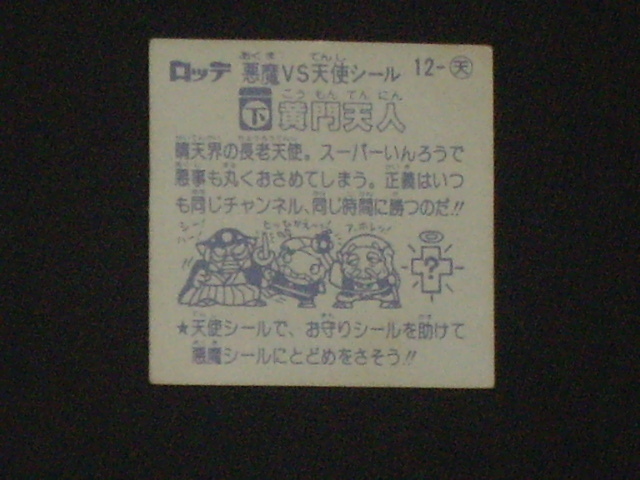 ロッテ 悪魔VS天使シール 12-天
下 黄門天人
晴天界の長老天使。スーパーいんろうで
悪事も丸くおさめてしまう。正義はいつ
も同じチャンネル、同じ時間に勝つのだ!!
?
★天使シールで、お守りシールを助けて
悪魔シールにとどめをさそう!!